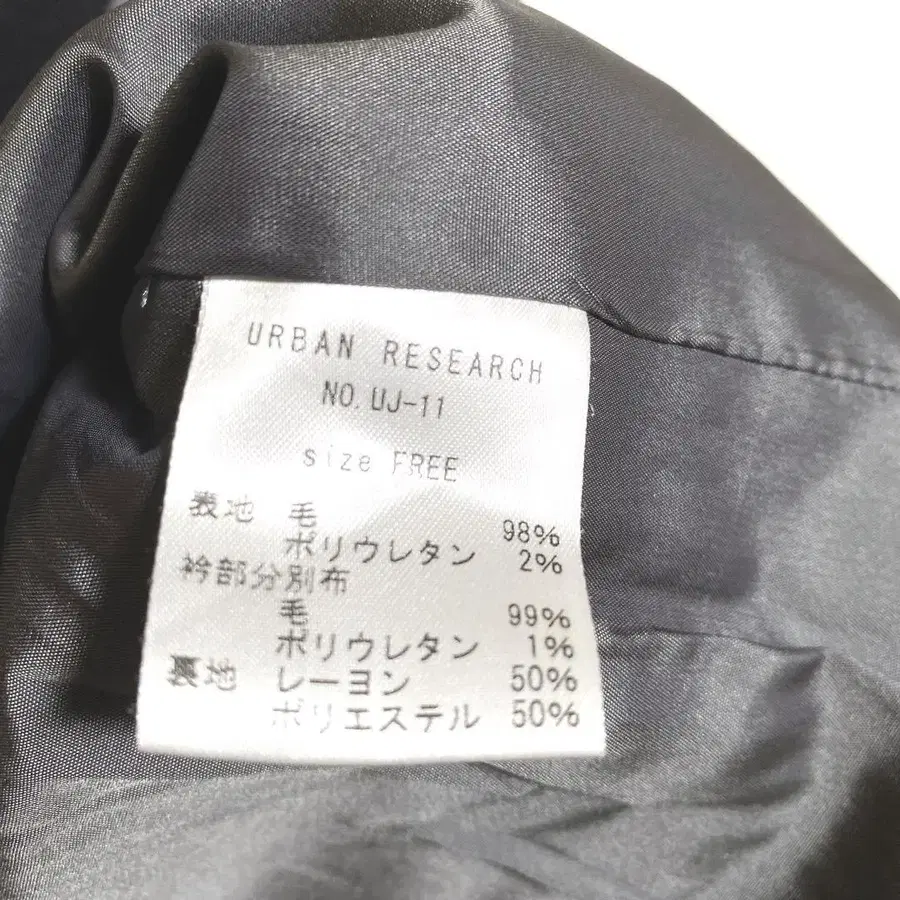 URBAN RESEARCH
NO. UJ-11
size FREE
表地 毛 98%
ポリウレタン 2%
衿部分別布
毛 99%
ポリウレタン 1%
裏地 レーヨン 50%
ポリエステル 50%